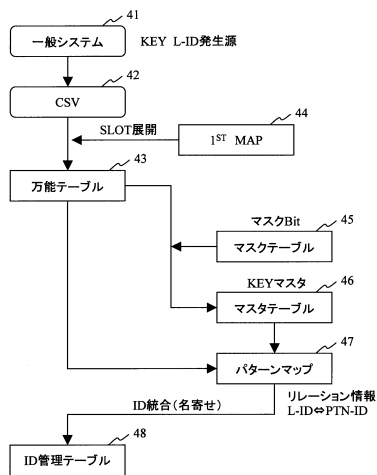 41
一般システム
KEY L-ID発生源
42
CSV
44
SLOT展開
1ST MAP
43
万能テーブル
マスクBit
45
マスクテーブル
KEYマスタ
46
マスタテーブル
47
パターンマップ
リレーション情報
L-ID⇔PTN-ID
ID統合(名寄せ)
48
ID管理テーブル